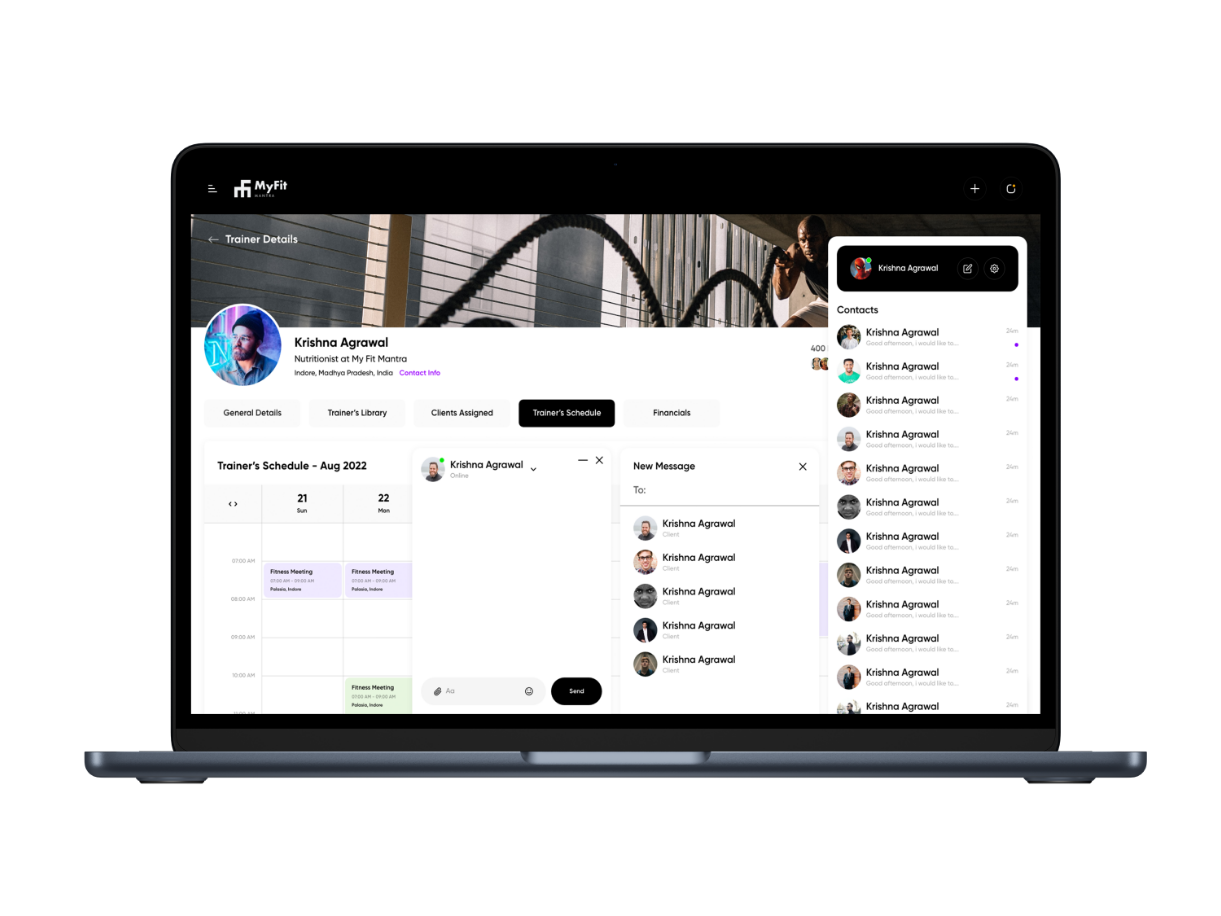 MyFit
MANTRA
Trainer Details
Krishna Agrawal
Nutritionist at My Fit Mantra
Indore, Madhya Pradesh, India Contact Info
400
General Details
Trainer's Library
Clients Assigned
Trainer's Schedule
Financials
Trainer's Schedule - Aug 2022
21
Sun
22
Mon
07:00 AM
08:00 AM
09:00 AM
10:00 AM
Fitness Meeting
07:00 AM - 09:00 AM
Palasia, Indore
Fitness Meeting
07:00 AM - 09:00 AM
Palasia, Indore
Fitness Meeting
07:00 AM - 09:00 AM
Palasia, Indore
Krishna Agrawal
Online
Aa
Send
New Message
To:
Krishna Agrawal
Client
Krishna Agrawal
Client
Krishna Agrawal
Client
Krishna Agrawal
Client
Krishna Agrawal
Client
Krishna Agrawal
Contacts
Krishna Agrawal 24m
Good afternoon, i would like to...
Krishna Agrawal 24m
Good afternoon, i would like to...
Krishna Agrawal 24m
Good afternoon, i would like to...
Krishna Agrawal 24m
Good afternoon, i would like to...
Krishna Agrawal 24m
Good afternoon, i would like to...
Krishna Agrawal 24m
Good afternoon, i would like to...
Krishna Agrawal 24m
Good afternoon, i would like to...
Krishna Agrawal 24m
Good afternoon, i would like to...
Krishna Agrawal 24m
Good afternoon, i would like to...
Krishna Agrawal 24m
Good afternoon, i would like to...
Krishna Agrawal 24m
Good afternoon, i would like to...
Krishna Agrawal 24m